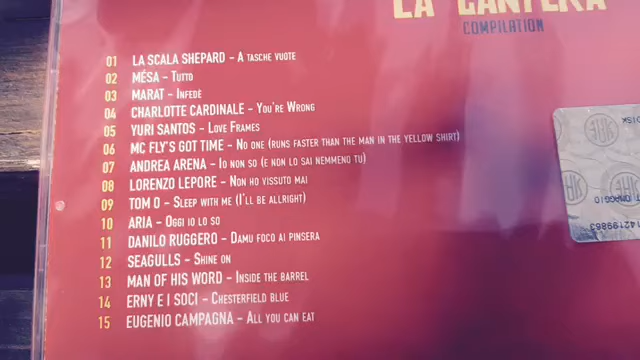 LA CANTERA
COMPILATION
01 LA SCALA SHEPARD - A TASCHE VUOTE
02 MÉSA - TUTTO
03 MARAT - INFEDÈ
04 CHARLOTTE CARDINALE - YOU'RE WRONG
05 YURI SANTOS - LOVE FRAMES
06 MC FLY'S GOT TIME - NO ONE (RUNS FASTER THAN THE MAN IN THE YELLOW SHIRT)
07 ANDREA ARENA - IO NON SO (E NON LO SAI NEMMENO TU)
08 LORENZO LEPORE - NON HO VISSUTO MAI
09 TOM O - SLEEP WITH ME (I'LL BE ALLRIGHT)
10 ARIA - OGGI IO LO SO
11 DANILO RUGGERO - DAMU FOCO AI PINSERA
12 SEAGULLS - SHINE ON
13 MAN OF HIS WORD - INSIDE THE BARREL
14 ERNY E I SOCI - CHESTERFIELD BLUE
15 EUGENIO CAMPAGNA - ALL YOU CAN EAT